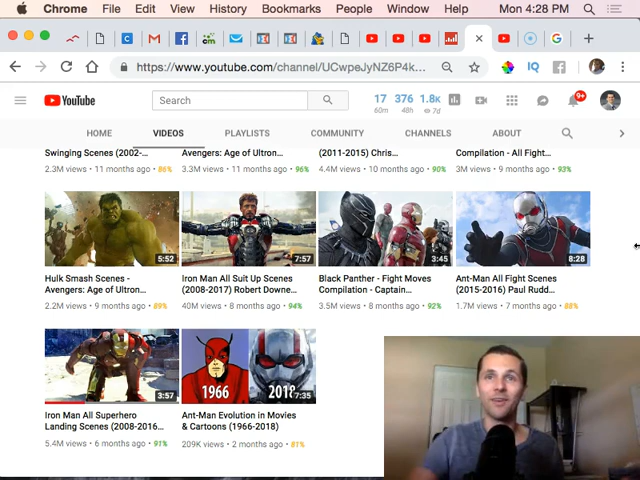 Chrome File Edit View History Bookmarks People Window Help Mon 4:28 PM
https://www.youtube.com/channel/UCwpeJyNZ6P4k...
YouTube Search 17 376 1.8K 9+
60m 48h 7d
HOME VIDEOS PLAYLISTS COMMUNITY CHANNELS ABOUT
Swinging Scenes (2002-... Avengers: Age of Ultron... (2011-2015) Chris... Compilation - All Fight...
2.3M views • 11 months ago • 86% 3.3M views • 11 months ago • 96% 4.4M views • 10 months ago • 90% 3M views • 9 months ago • 93%
5:52 7:57 3:45 8:28
Hulk Smash Scenes - Iron Man All Suit Up Scenes Black Panther - Fight Moves Ant-Man All Fight Scenes
Avengers: Age of Ultron... (2008-2017) Robert Downe... Compilation - Captain... (2015-2016) Paul Rudd...
2.2M views • 9 months ago • 89% 40M views • 8 months ago • 94% 3.5M views • 8 months ago • 92% 1.7M views • 7 months ago • 88%
3:57 1966 2018 7:35
Iron Man All Superhero Ant-Man Evolution in Movies
Landing Scenes (2008-2016... & Cartoons (1966-2018)
5.4M views • 6 months ago • 91% 209K views • 2 months ago • 81%